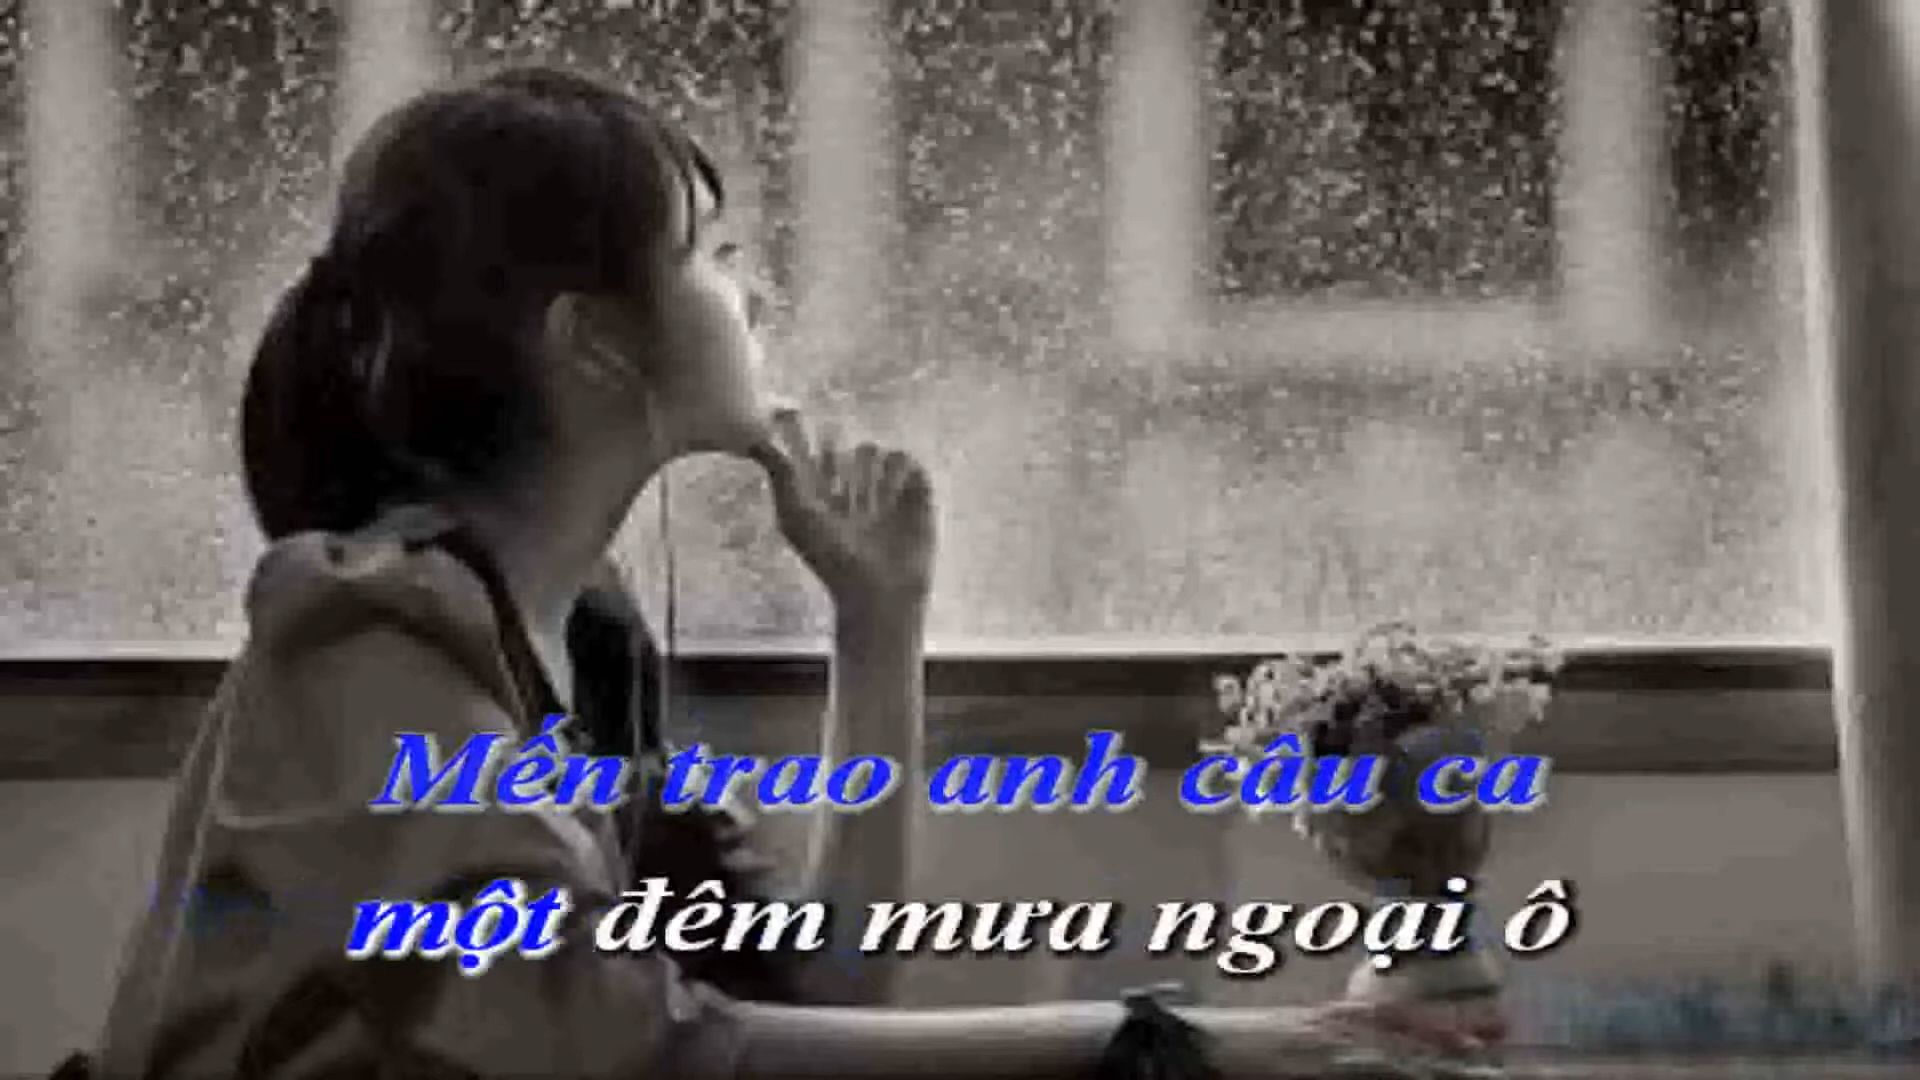 Mến trao anh câu ca
một đêm mưa ngoại ô